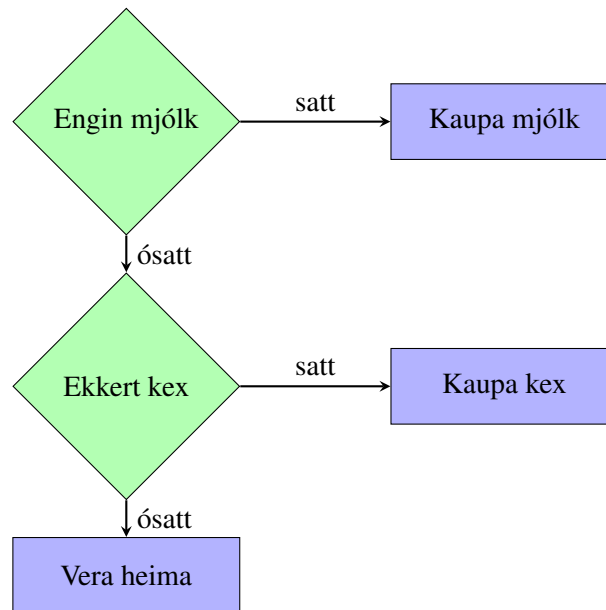 Engin mjólk
satt
Kaupa mjólk
ósatt
Ekkert kex
satt
Kaupa kex
ósatt
Vera heima